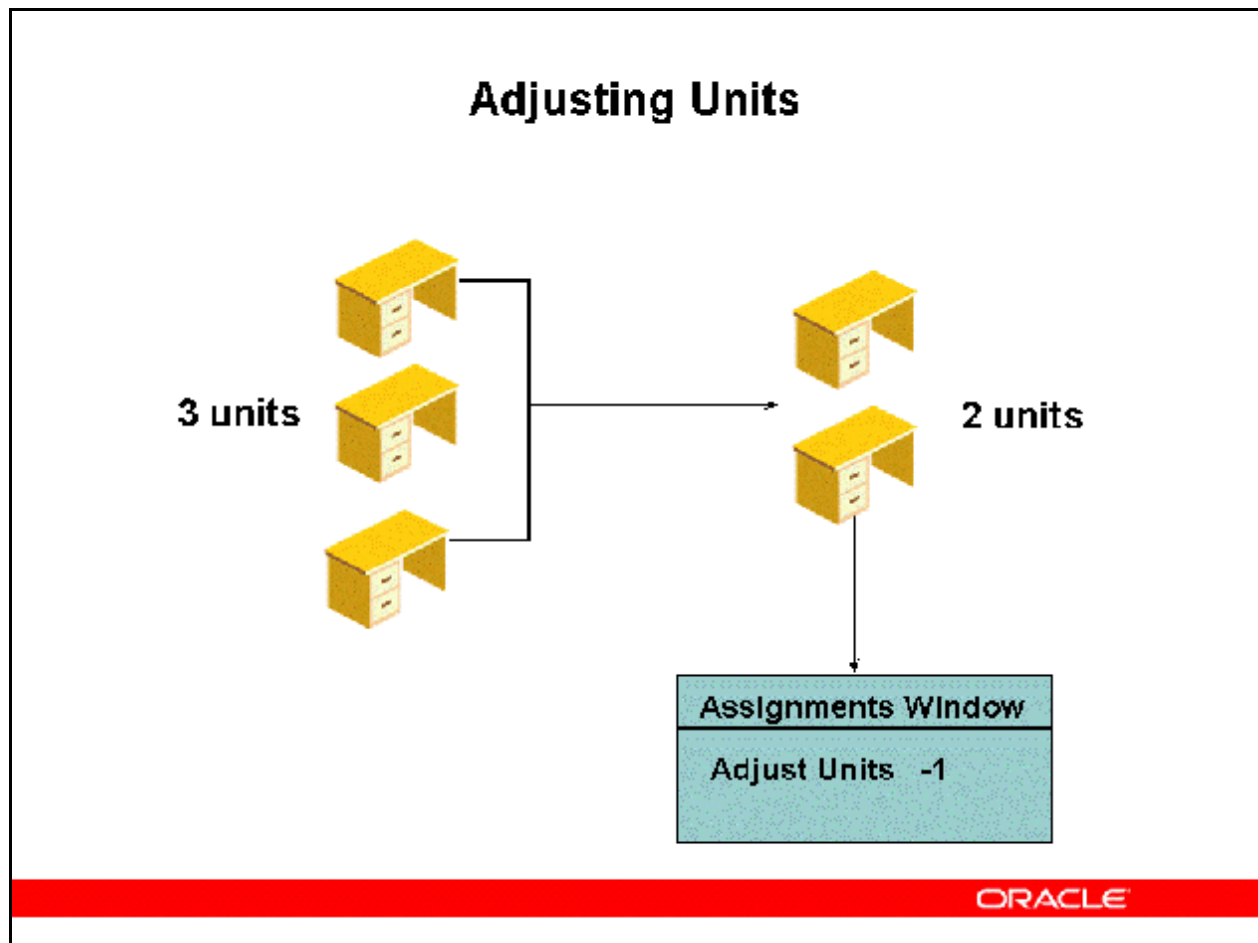 Adjusting Units
3 units
2 units
Assignments Window
Adjust Units -1
ORACLE